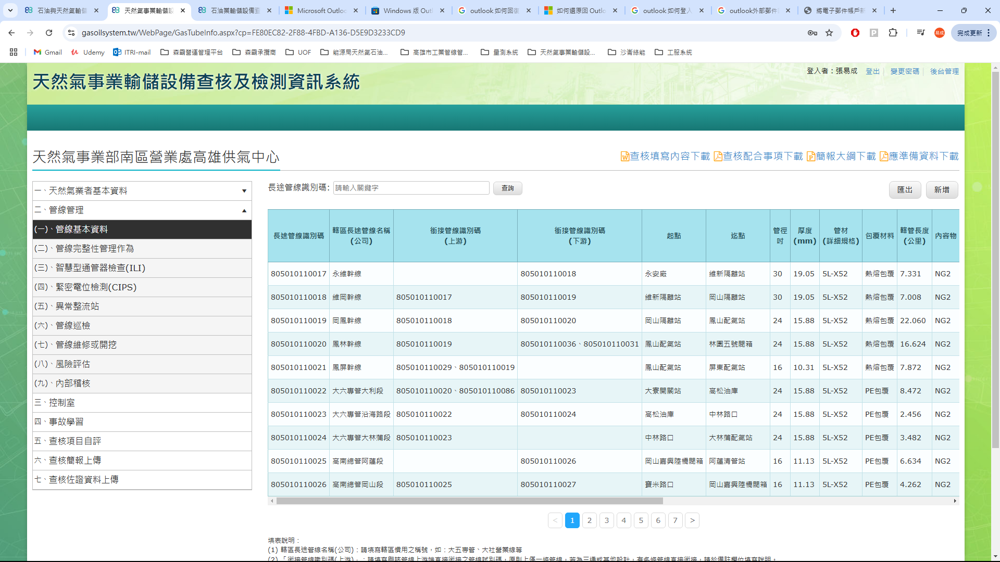 石油與天然氣輸儲
天然氣事業輸儲設
石油業輸儲設備查
Microsoft Outloo
Windows 版 Outl
outlook 如何回復
如何還原回 Outlo
outlook 如何登入
outlook外部郵件
將電子郵件帳戶新
gasoilsystem.tw/WebPage/GasTubeInfo.aspx?cp=FE80EC82-2F88-4FBD-A136-D5E9D3233CD9
易成
完成更新
Gmail
Udemy
ITRI-mail
森霸營運管理平台
森霸承攬商
UOF
能源局天然氣石油...
高雄市工業管線管...
量測系統
天然氣事業輸儲設...
沙崙綠能
工服系統
天然氣事業輸儲設備查核及檢測資訊系統
登入者：張易成 登出 | 變更密碼 | 後台管理
天然氣事業部南區營業處高雄供氣中心
查核填寫內容下載 查核配合事項下載 簡報大綱下載 應準備資料下載
一、天然氣業者基本資料 ▼
二、管線管理 ▲
(一)、管線基本資料
(二)、管線完整性管理作為
(三)、智慧型通管器檢查(ILI)
(四)、緊密電位檢測(CIPS)
(五)、異常整流站
(六)、管線巡檢
(七)、管線維修或開挖
(八)、風險評估
(九)、內部稽核
三、控制室
四、事故學習
五、查核項目自評
六、查核簡報上傳
七、查核佐證資料上傳
長途管線識別碼: 請輸入關鍵字 查詢 匯出 新增
長途管線識別碼 轄區長途管線名稱(公司) 銜接管線識別碼(上游) 銜接管線識別碼(下游) 起點 迄點 管徑吋 厚度(mm) 管材(詳細規格) 包覆材料 轄管長度(公里) 內容物
805010110017 永維幹線 805010110018 永安廠 維新隔離站 30 19.05 5L-X52 熱熔包覆 7.331 NG2
805010110018 維岡幹線 805010110017 805010110019 維新隔離站 岡山隔離站 30 19.05 5L-X52 熱熔包覆 7.008 NG2
805010110019 岡鳳幹線 805010110018 805010110020 岡山隔離站 鳳山配氣站 24 15.88 5L-X52 熱熔包覆 22.060 NG2
805010110020 鳳林幹線 805010110019 805010110036、805010110031 鳳山配氣站 林園五號閥箱 24 15.88 5L-X52 熱熔包覆 16.624 NG2
805010110021 鳳屏幹線 805010110029、805010110019 鳳山配氣站 屏東配氣站 16 10.31 5L-X52 熱熔包覆 7.872 NG2
805010110022 大六專管大利段 805010110020、805010110086 805010110023 大寮開關站 高松油庫 24 15.88 5L-X52 PE包覆 8.472 NG2
805010110023 大六專管沿海路段 805010110022 805010110024 高松油庫 中林路口 24 15.88 5L-X52 PE包覆 2.456 NG2
805010110024 大六專管大林蒲段 805010110023 中林路口 大林蒲配氣站 24 15.88 5L-X52 PE包覆 3.482 NG2
805010110025 高南總管阿蓮段 805010110026 岡山嘉興陸橋閥箱 阿蓮清管站 16 11.13 5L-X52 PE包覆 6.634 NG2
805010110026 高南總管岡山段 805010110025 805010110027 寶米路口 岡山嘉興陸橋閥箱 16 11.13 5L-X52 PE包覆 4.262 NG2
< 1 2 3 4 5 6 7 >
填表說明：
(1) 轄區長途管線名稱(公司)：請填寫轄區慣用之稱號，如：大五專管、大社營業線等
(2) 「銜接管線識別碼(上游)」：請填寫與該管線上游端直接銜接之管線試別碼，原則上僅一條管線，若為三通或其他設計，有多條管線直接銜接，請於備註欄位填寫說明。